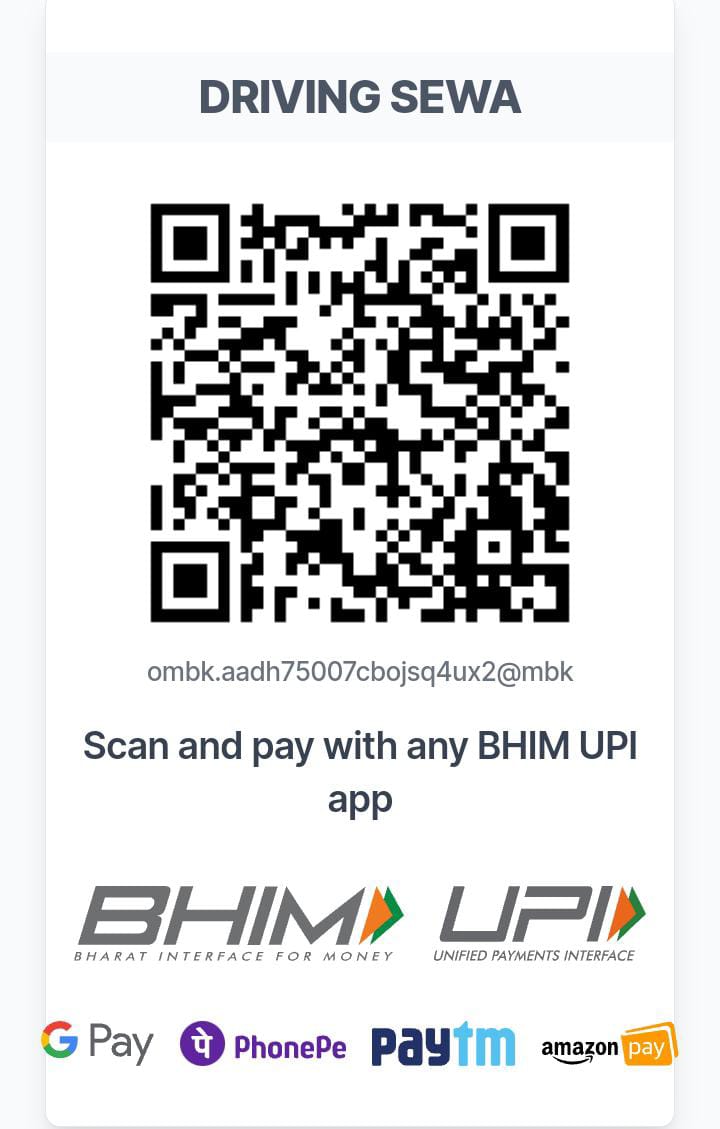 DRIVING SEWA
ombk.aadh75007cbojsq4ux2@mbk
Scan and pay with any BHIM UPI
app
BHIM UPI
BHARAT INTERFACE FOR MONEY UNIFIED PAYMENTS INTERFACE
G Pay पे PhonePe paytm amazon pay